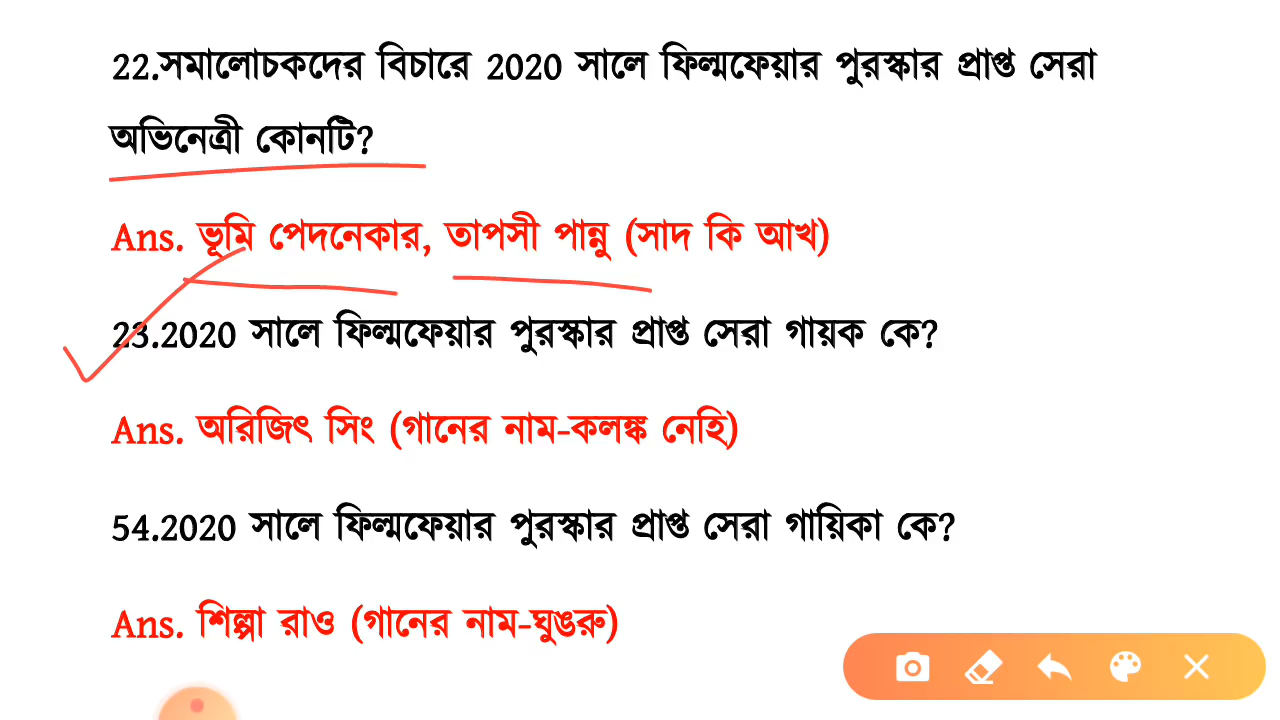 22.সমালোচকদের বিচারে 2020 সালে ফিল্মফেয়ার পুরস্কার প্রাপ্ত সেরা
অভিনেত্রী কোনটি?
Ans. ভূমি পেদনেকার, তাপসী পান্নু (সাদ কি আখ)
23.2020 সালে ফিল্মফেয়ার পুরস্কার প্রাপ্ত সেরা গায়ক কে?
Ans. অরিজিৎ সিং (গানের নাম-কলঙ্ক নেহি)
54.2020 সালে ফিল্মফেয়ার পুরস্কার প্রাপ্ত সেরা গায়িকা কে?
Ans. শিল্পা রাও (গানের নাম-ঘুঙরু)